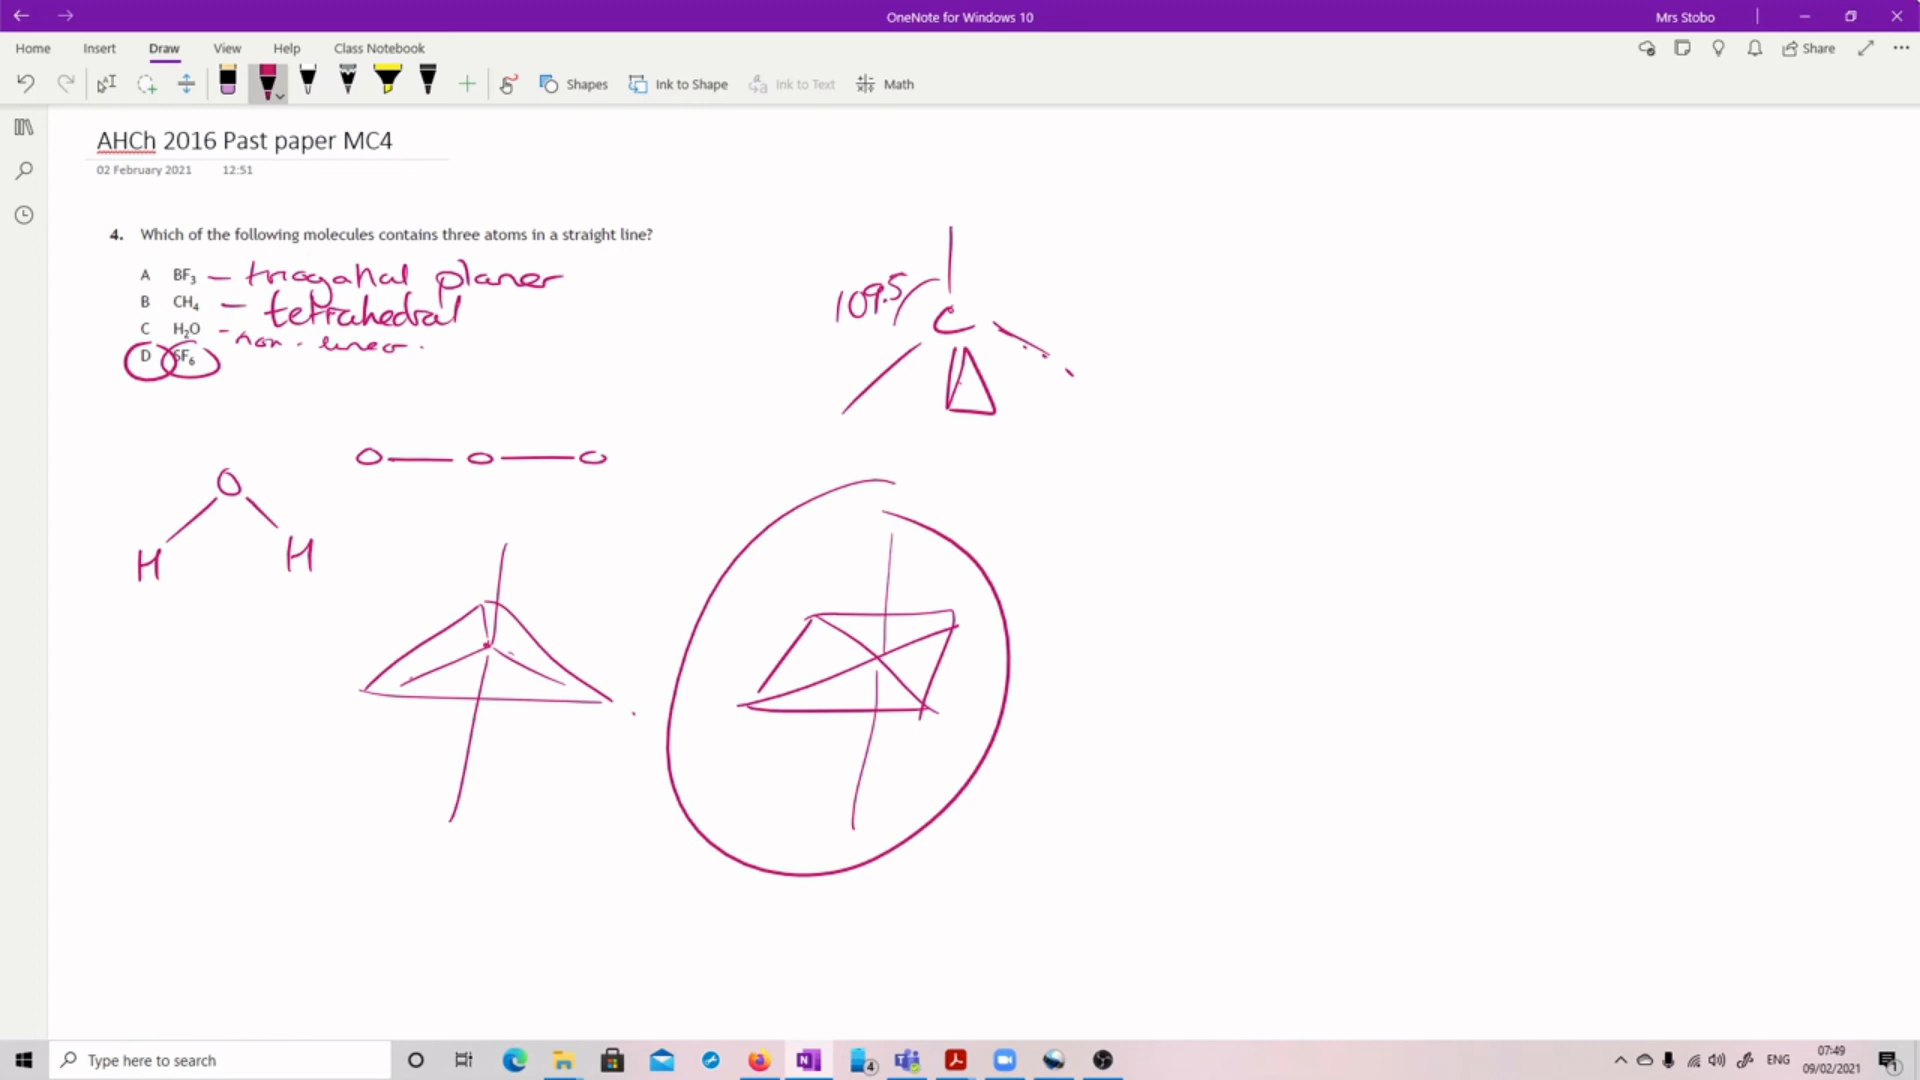 OneNote for Windows 10
Mrs Stobo
Home Insert Draw View Help Class Notebook
Share
Shapes Ink to Shape Ink to Text Math
AHCh 2016 Past paper MC4
02 February 2021 12:51
4. Which of the following molecules contains three atoms in a straight line?
A BF₃ – trigonal planer
B CH₄ – tetrahedral
C H₂O - non - linear.
D SF₆
109.5
C
O — O — O
O
H H
Type here to search
4
ENG
07:49
09/02/2021
1